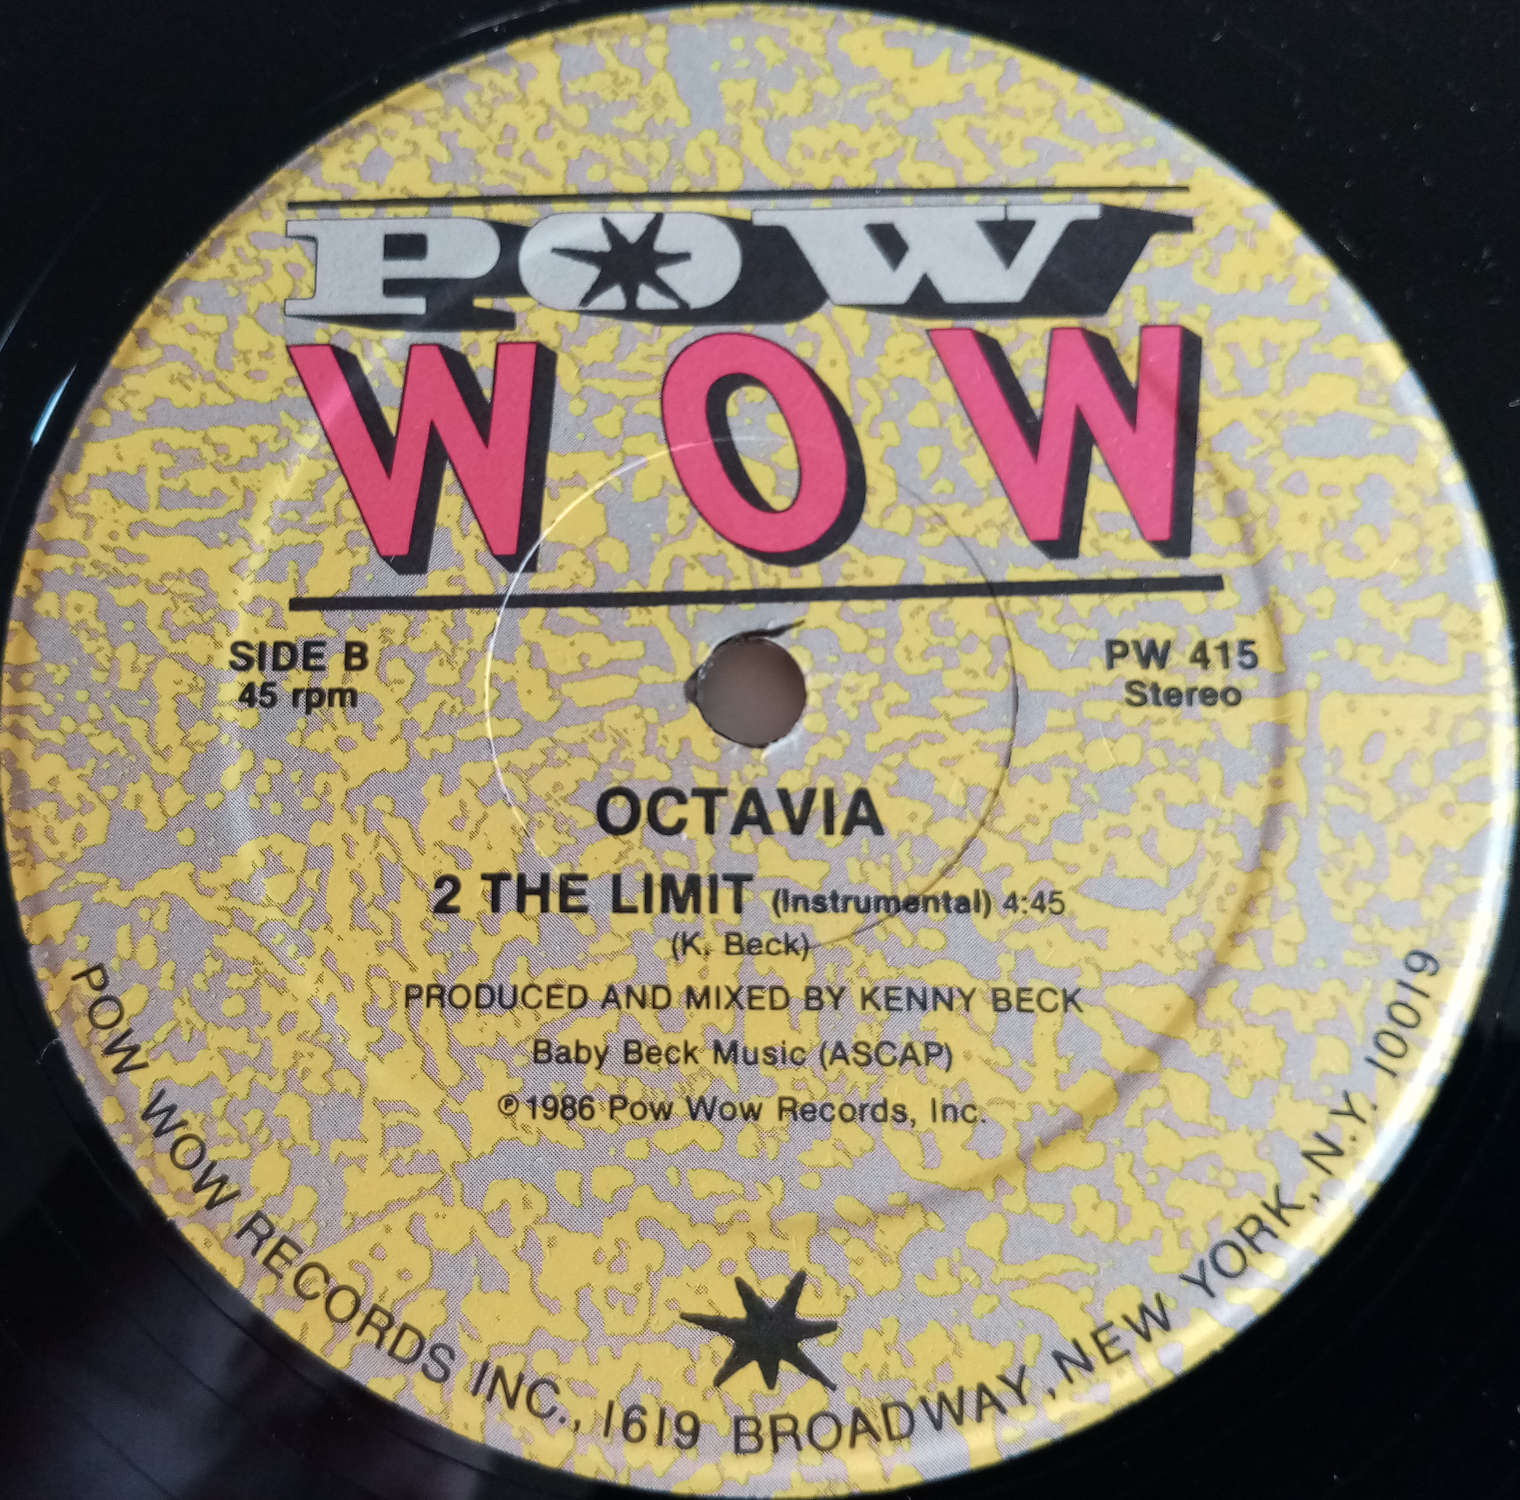 POW
WOW
SIDE B
45 rpm
PW 415
Stereo
OCTAVIA
2 THE LIMIT (Instrumental) 4:45
(K. Beck)
PRODUCED AND MIXED BY KENNY BECK
Baby Beck Music (ASCAP)
℗1986 Pow Wow Records, Inc.
POW WOW RECORDS INC., 1619 BROADWAY, NEW YORK, N.Y. 10019